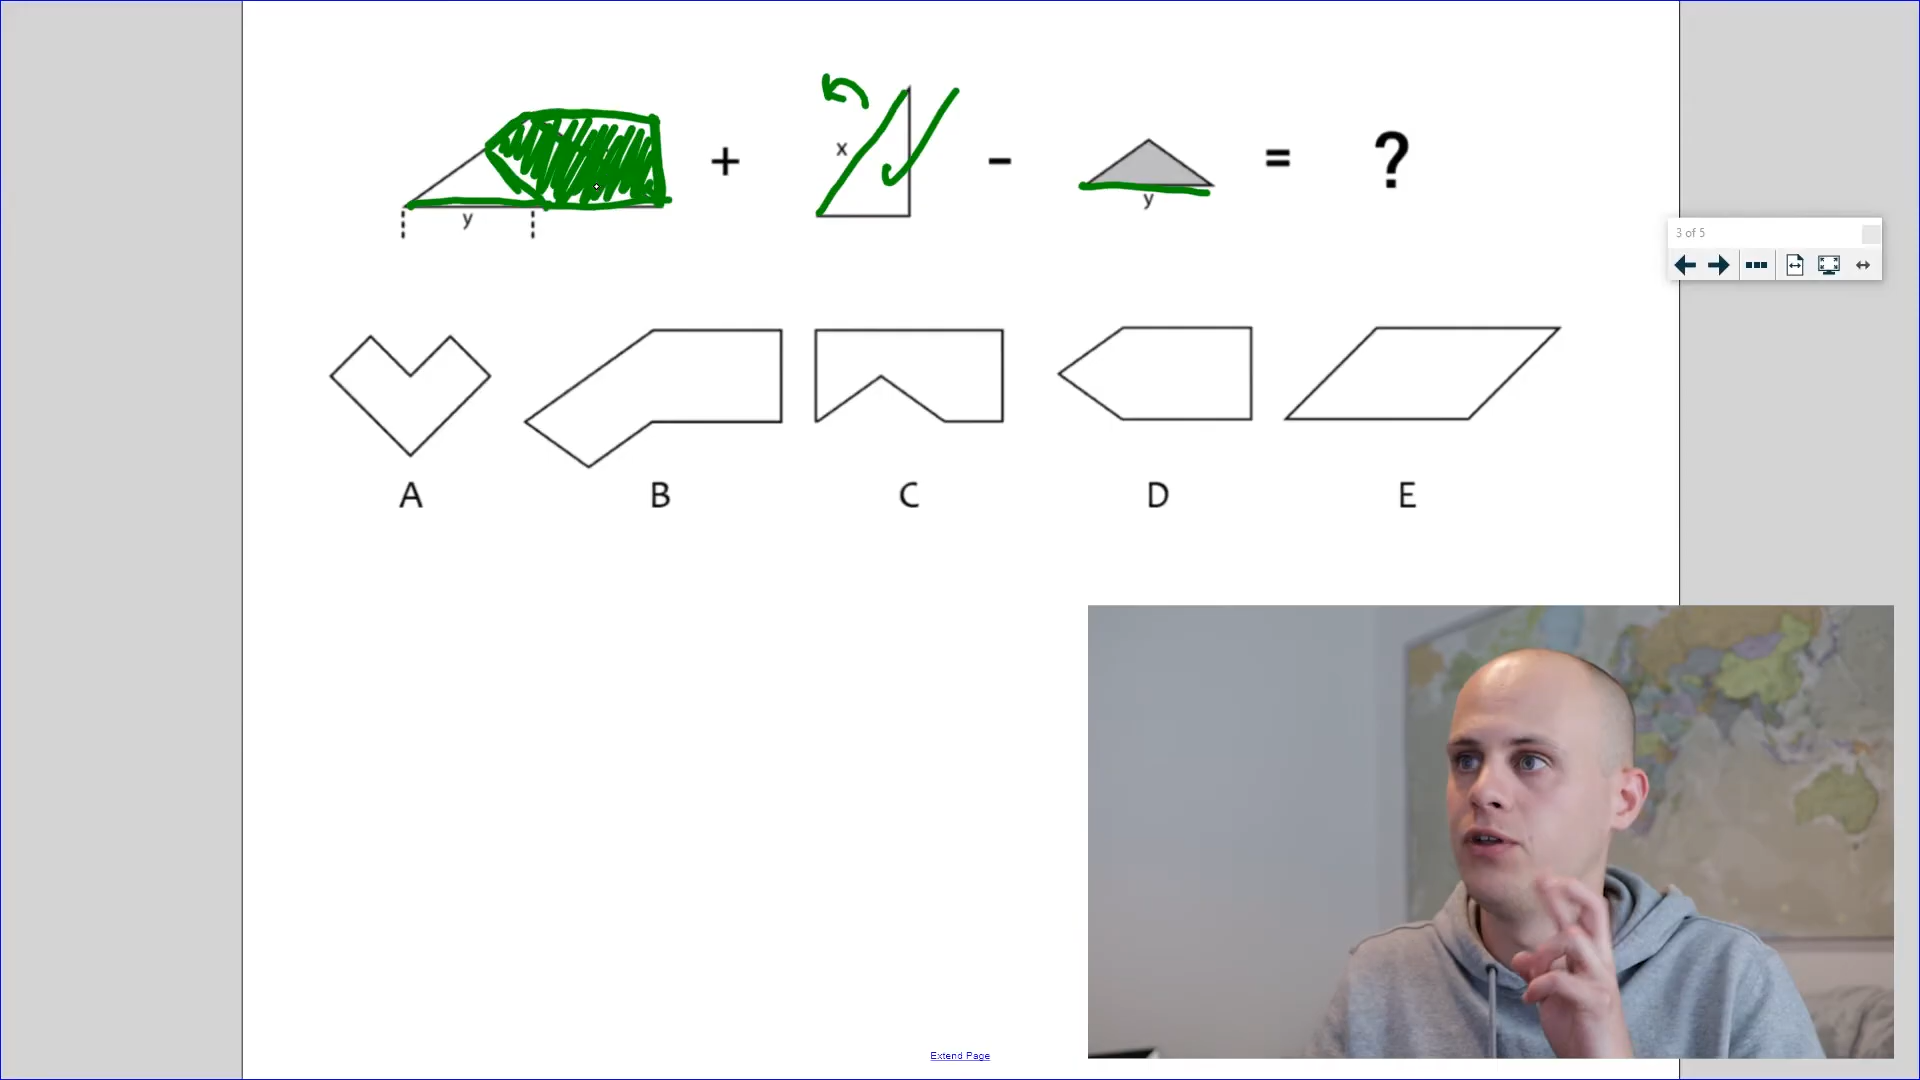 + x - = ?
y y
3 of 5
A B C D E
Extend Page